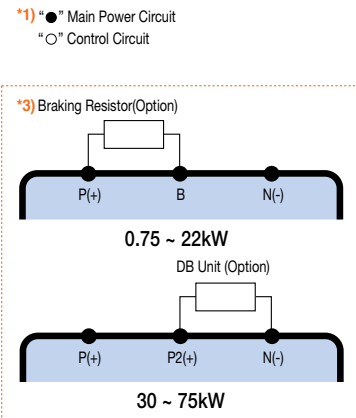 *1) “●” Main Power Circuit
“○” Control Circuit
*3) Braking Resistor(Option)
P(+) B N(-)
0.75 ~ 22kW
DB Unit (Option)
P(+) P2(+) N(-)
30 ~ 75kW